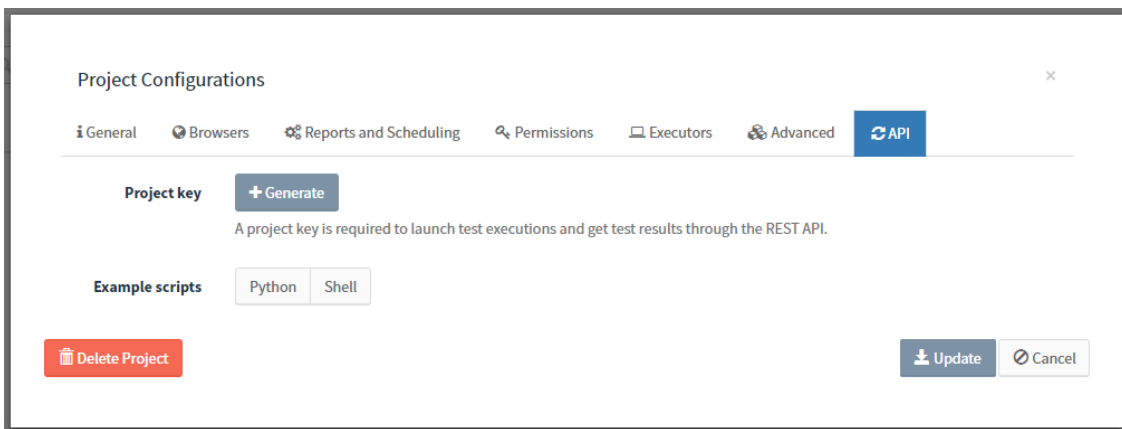 Project Configurations
×
General Browsers Reports and Scheduling Permissions Executors Advanced API
Project key + Generate
A project key is required to launch test executions and get test results through the REST API.
Example scripts Python Shell
Delete Project Update Cancel